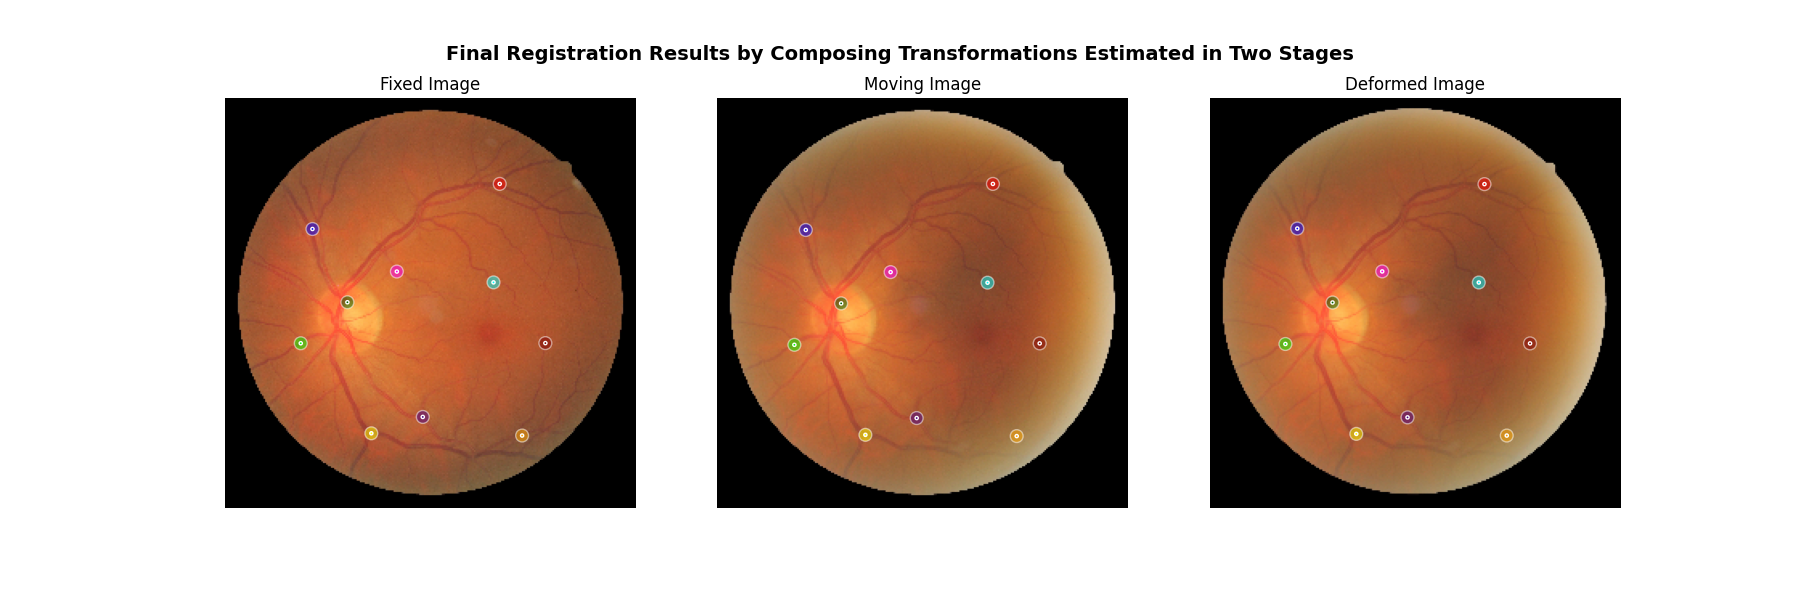 Final Registration Results by Composing Transformations Estimated in Two Stages
Fixed Image
Moving Image
Deformed Image